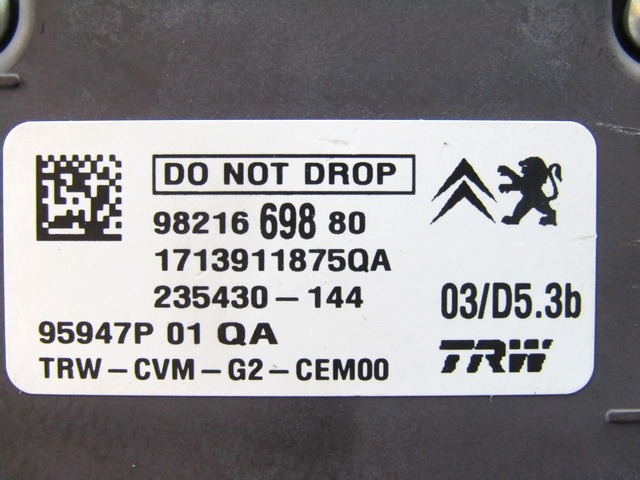 DO NOT DROP
98216 698 80
1713911875QA
235430-144
03/D5.3b
95947P 01 QA
TRW-CVM-G2-CEM00
TRW